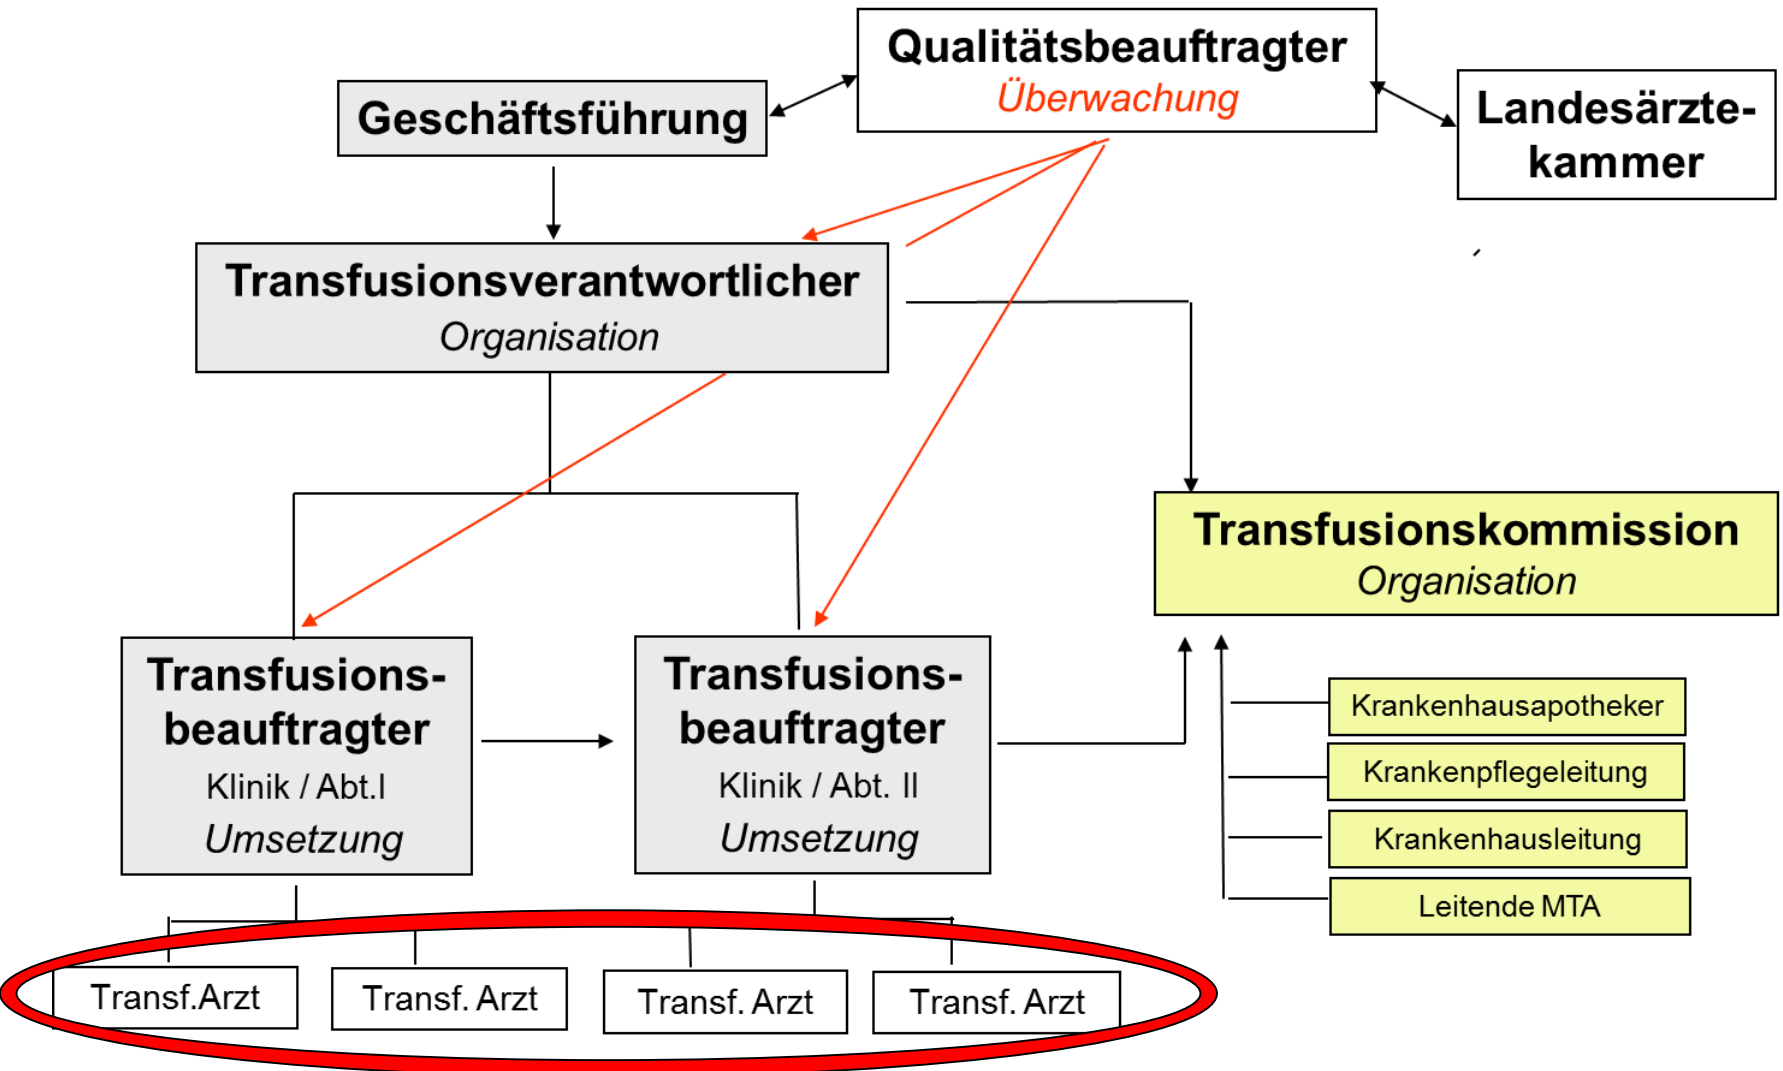 Qualitätsbeauftragter
Überwachung
Geschäftsführung
Landesärzte-
kammer
Transfusionsverantwortlicher
Organisation
Transfusionskommission
Organisation
Transfusions-
beauftragter
Klinik / Abt.I
Umsetzung
Transfusions-
beauftragter
Klinik / Abt. II
Umsetzung
Krankenhausapotheker
Krankenpflegeleitung
Krankenhausleitung
Leitende MTA
Transf.Arzt
Transf. Arzt
Transf. Arzt
Transf. Arzt